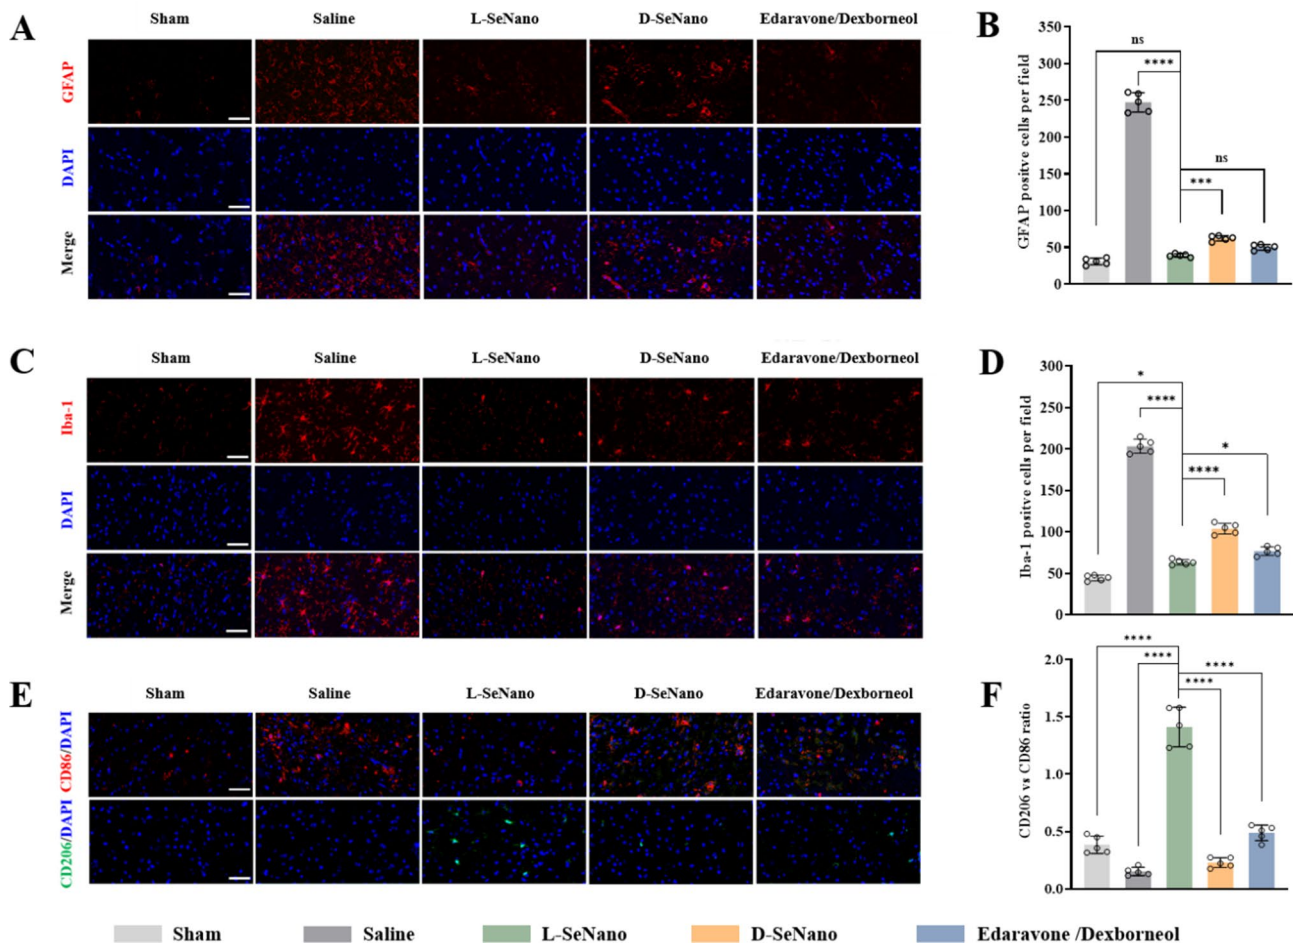 A
Sham
Saline
L-SeNano
D-SeNano
Edaravone/Dexborneol
GFAP
DAPI
Merge
B
GFAP positve cells per field
350
300
250
200
150
100
50
0
ns
****
ns
***
C
Sham
Saline
L-SeNano
D-SeNano
Edaravone/Dexborneol
Iba-1
DAPI
Merge
D
Iba-1 positve cells per field
300
250
200
150
100
50
0
*
****
*
****
E
Sham
Saline
L-SeNano
D-SeNano
Edaravone/Dexborneol
CD86/DAPI
CD206/DAPI
F
CD206 vs CD86 ratio
2.0
1.5
1.0
0.5
0.0
****
****
****
****
Sham
Saline
L-SeNano
D-SeNano
Edaravone /Dexborneol